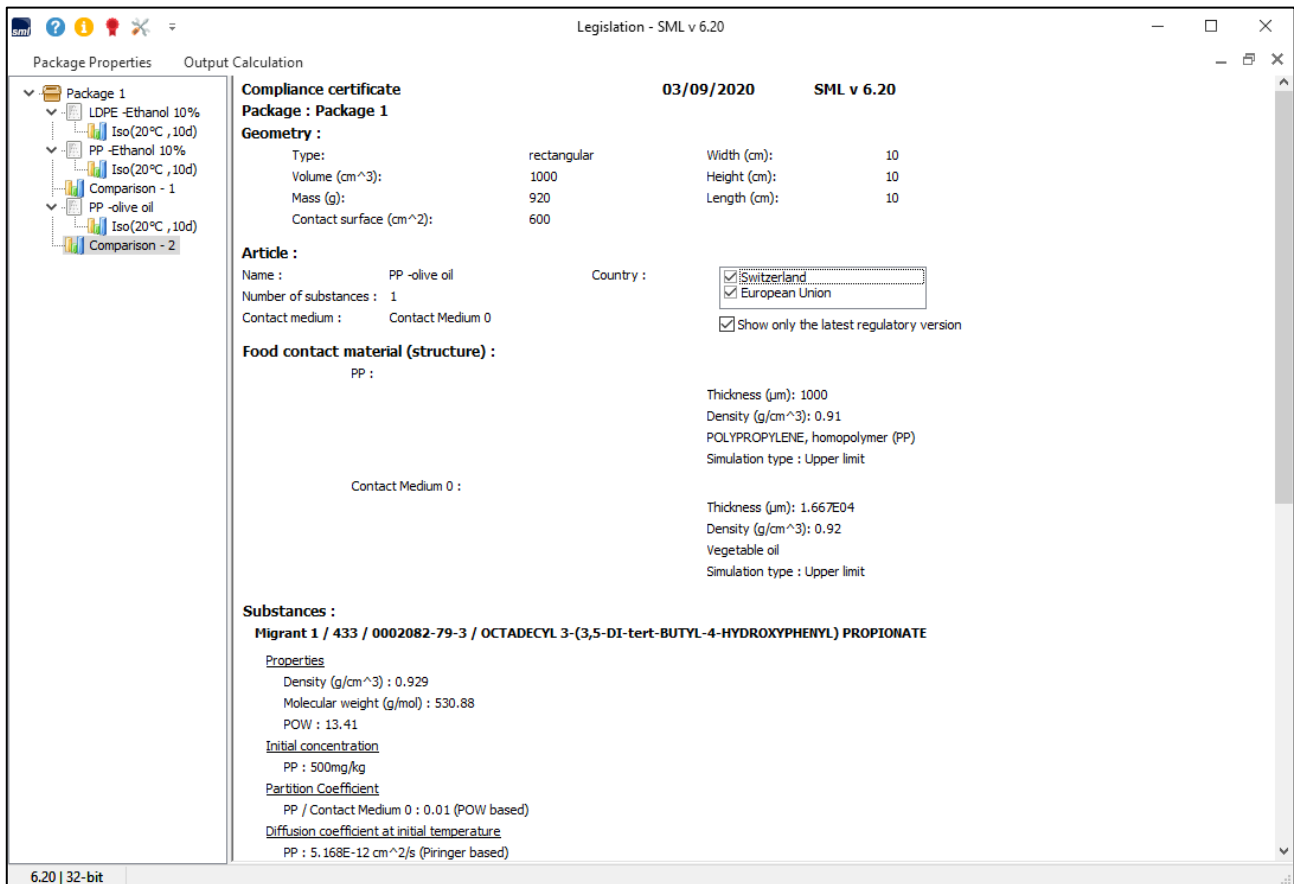 sml
Legislation - SML v 6.20
Package Properties Output Calculation
Package 1
LDPE -Ethanol 10%
Iso(20°C ,10d)
PP -Ethanol 10%
Iso(20°C ,10d)
Comparison - 1
PP -olive oil
Iso(20°C ,10d)
Comparison - 2
Compliance certificate 03/09/2020 SML v 6.20
Package : Package 1
Geometry :
Type: rectangular Width (cm): 10
Volume (cm^3): 1000 Height (cm): 10
Mass (g): 920 Length (cm): 10
Contact surface (cm^2): 600
Article :
Name : PP -olive oil Country : Switzerland
Number of substances : 1 European Union
Contact medium : Contact Medium 0 Show only the latest regulatory version
Food contact material (structure) :
PP :
Thickness (µm): 1000
Density (g/cm^3): 0.91
POLYPROPYLENE, homopolymer (PP)
Simulation type : Upper limit
Contact Medium 0 :
Thickness (µm): 1.667E04
Density (g/cm^3): 0.92
Vegetable oil
Simulation type : Upper limit
Substances :
Migrant 1 / 433 / 0002082-79-3 / OCTADECYL 3-(3,5-DI-tert-BUTYL-4-HYDROXYPHENYL) PROPIONATE
Properties
Density (g/cm^3) : 0.929
Molecular weight (g/mol) : 530.88
POW : 13.41
Initial concentration
PP : 500mg/kg
Partition Coefficient
PP / Contact Medium 0 : 0.01 (POW based)
Diffusion coefficient at initial temperature
PP : 5.168E-12 cm^2/s (Piringer based)
6.20 | 32-bit